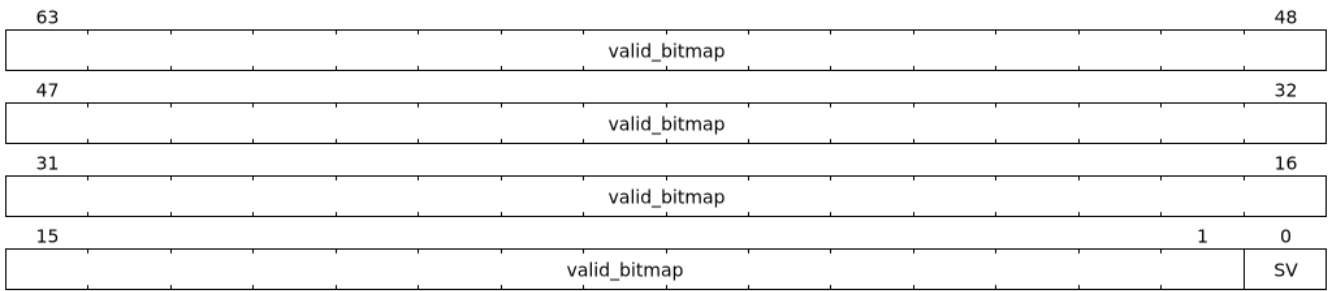 63 48
valid_bitmap
47 32
valid_bitmap
31 16
valid_bitmap
15 1 0
valid_bitmap SV